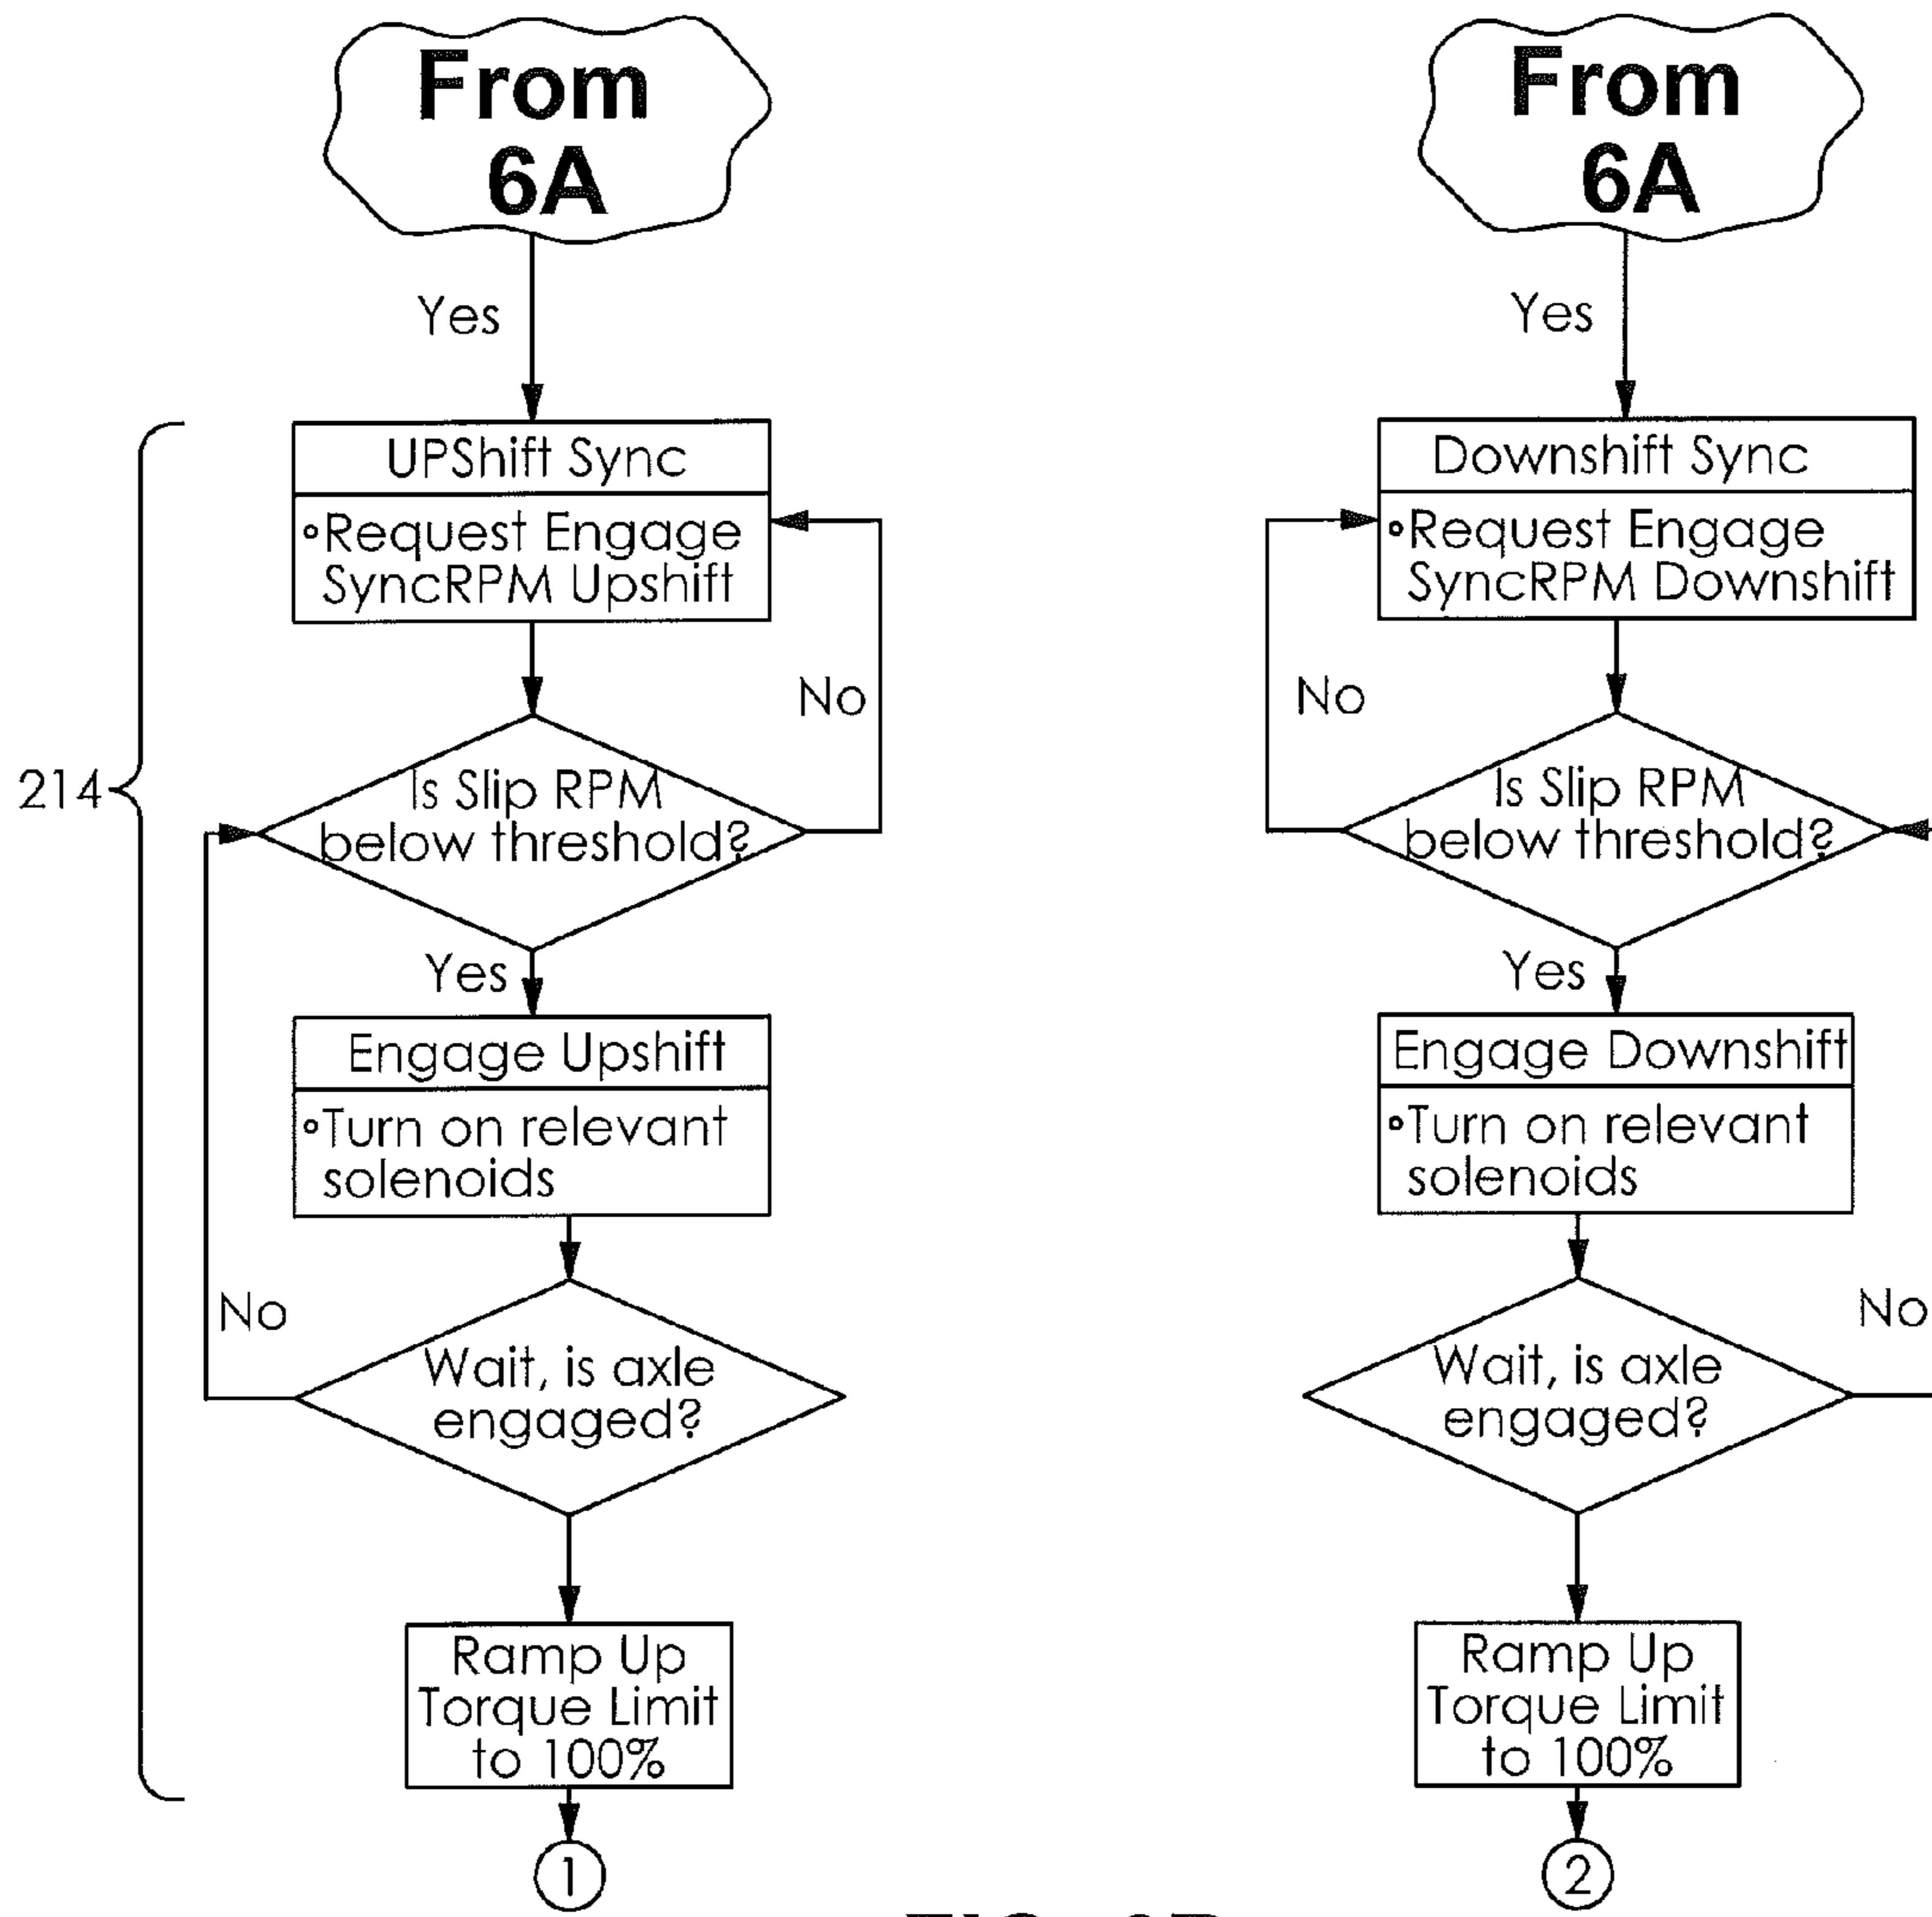 From
6A
Yes
UPShift Sync
∘Request Engage
SyncRPM Upshift
No
214
Is Slip RPM
below threshold?
Yes
Engage Upshift
∘Turn on relevant
solenoids
No
Wait, is axle
engaged?
Ramp Up
Torque Limit
to 100%
1
From
6A
Yes
Downshift Sync
∘Request Engage
SyncRPM Downshift
No
Is Slip RPM
below threshold?
Yes
Engage Downshift
∘Turn on relevant
solenoids
No
Wait, is axle
engaged?
Ramp Up
Torque Limit
to 100%
2